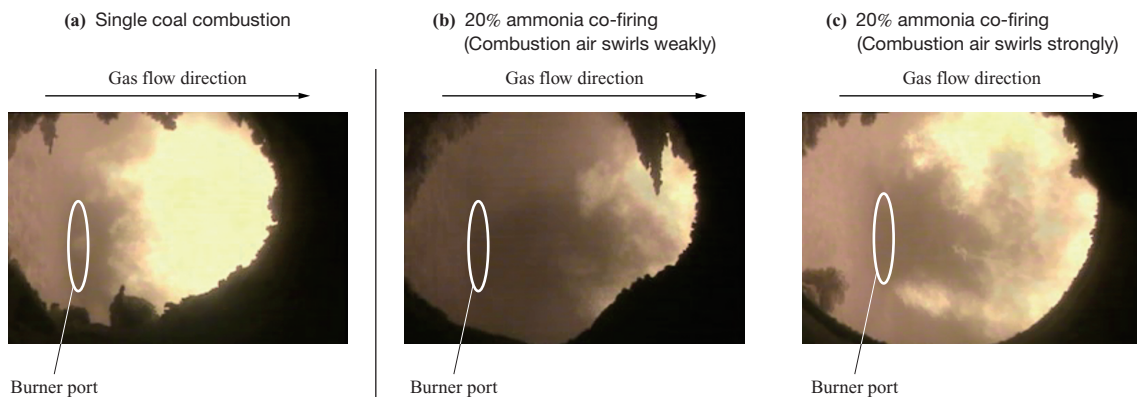 (a) Single coal combustion
Gas flow direction
Burner port
(b) 20% ammonia co-firing
(Combustion air swirls weakly)
Gas flow direction
Burner port
(c) 20% ammonia co-firing
(Combustion air swirls strongly)
Gas flow direction
Burner port